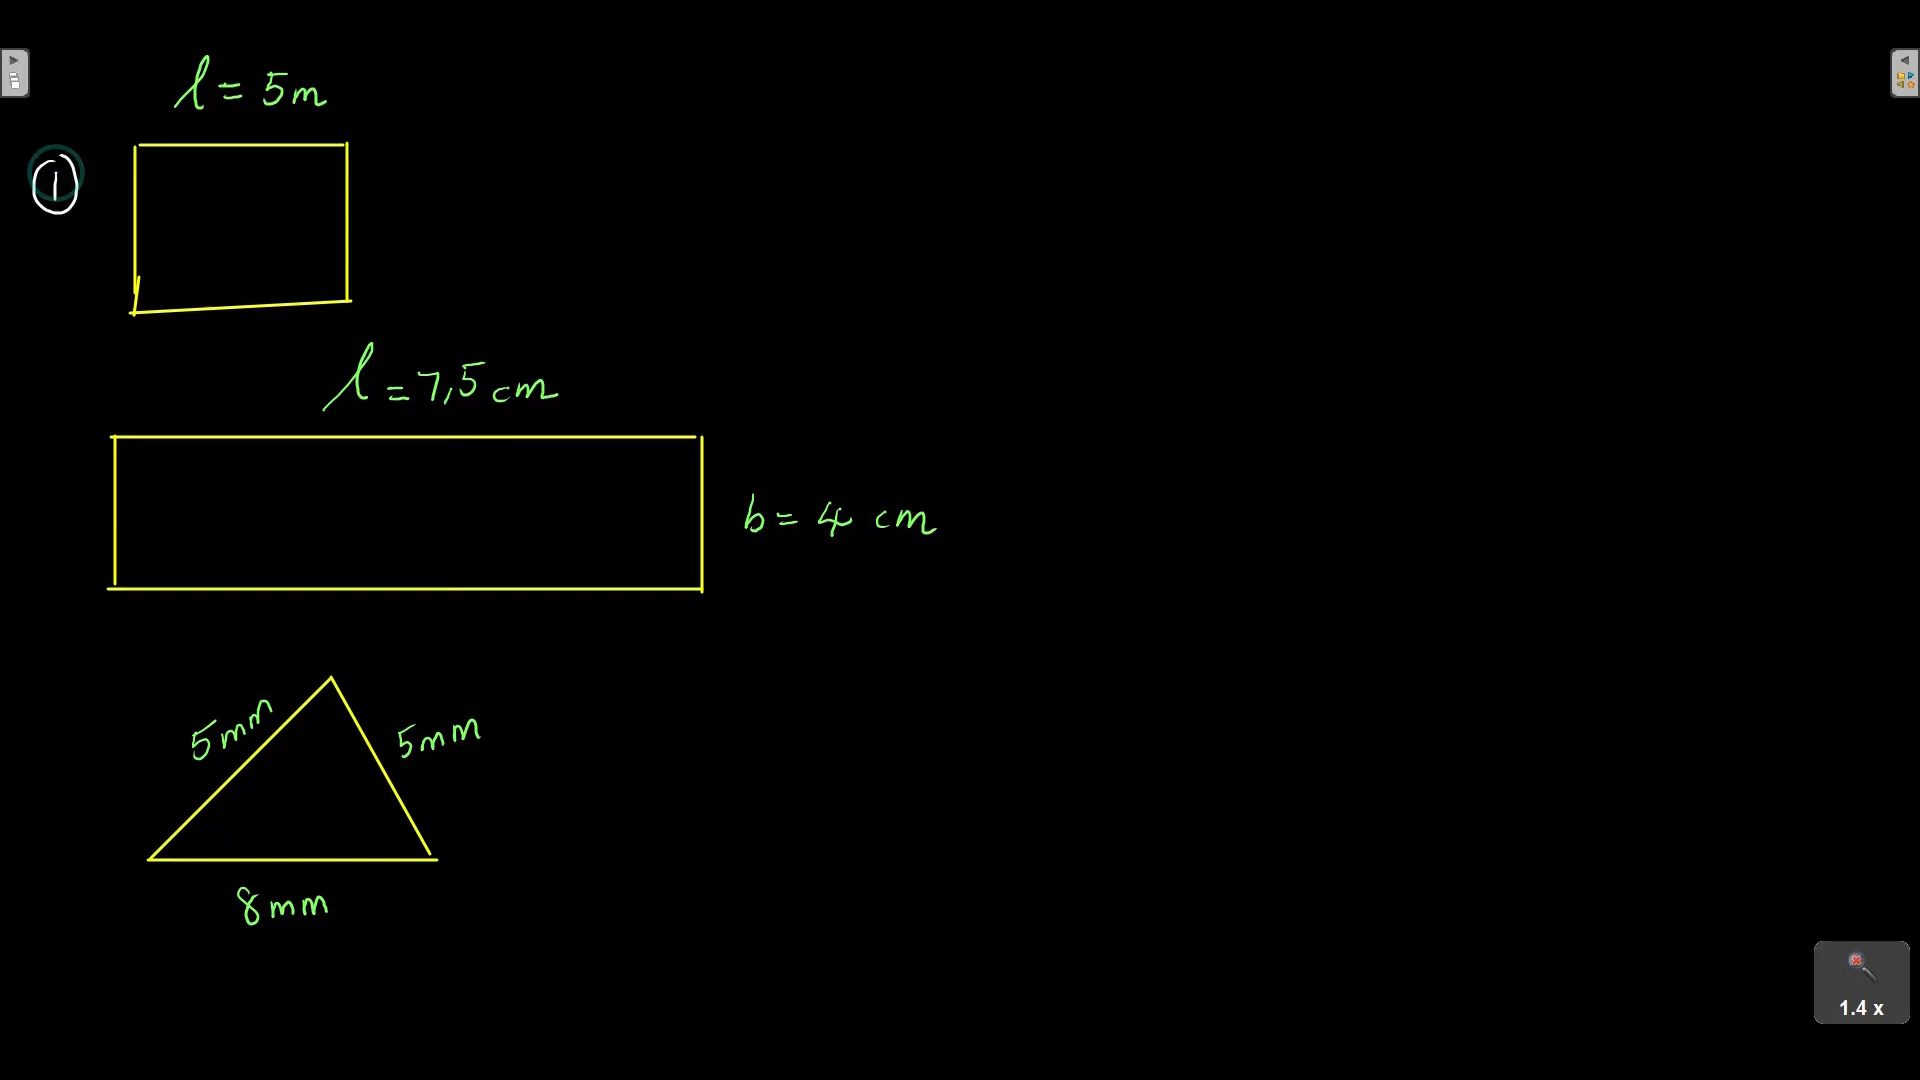 l = 5m
1
l = 7,5 cm
b = 4 cm
5mm
5mm
8mm
1.4 x